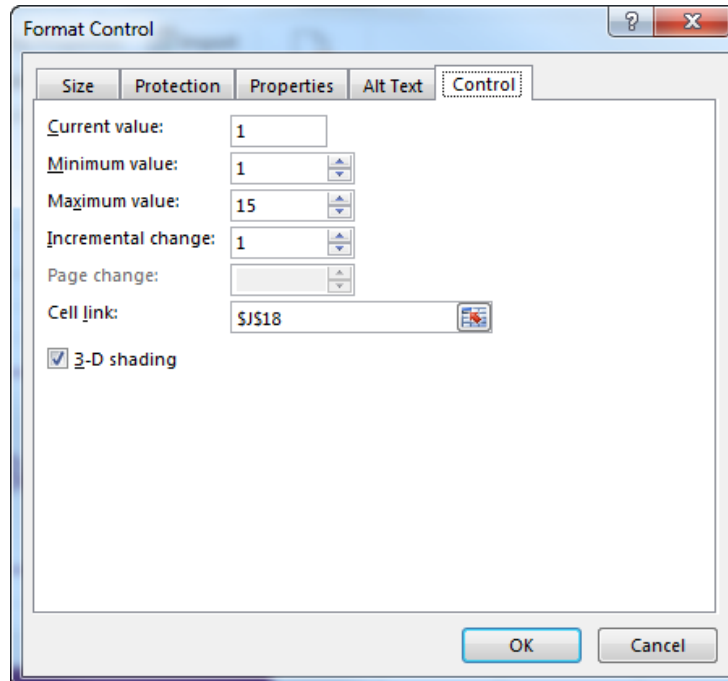 Format Control
Size Protection Properties Alt Text Control
Current value: 1
Minimum value: 1
Maximum value: 15
Incremental change: 1
Page change:
Cell link: $J$18
3-D shading
OK Cancel